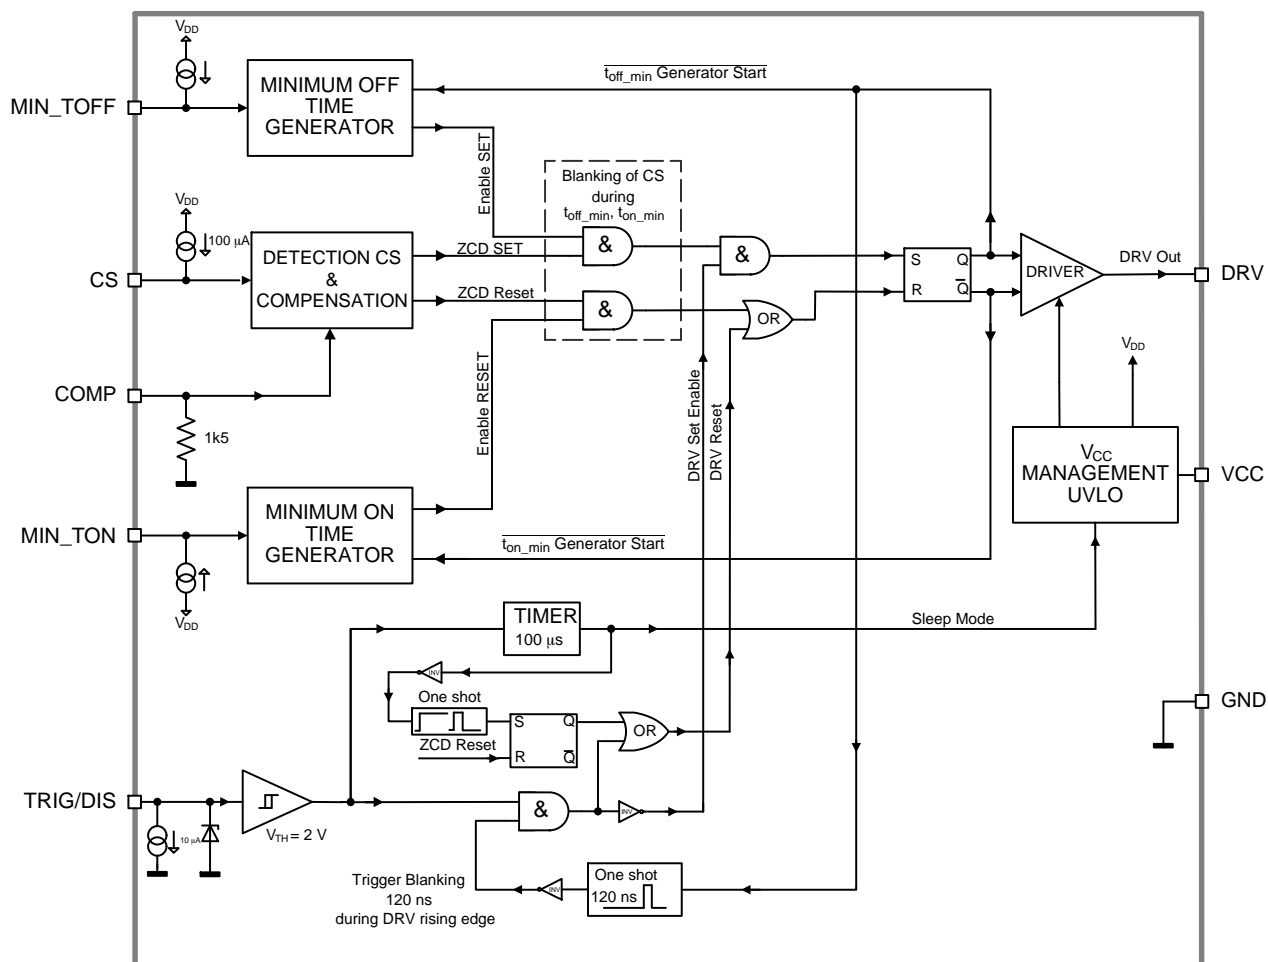 VDD
MIN_TOFF
MINIMUM OFF
TIME
GENERATOR
toff_min Generator Start
Enable SET
Blanking of CS
during
toff_min, ton_min
VDD
100 μA
CS
DETECTION CS
&
COMPENSATION
ZCD SET
ZCD Reset
&
&
&
OR
S
Q
R
Q
DRIVER
DRV Out
DRV
COMP
1k5
Enable RESET
DRV Set Enable
DRV Reset
VDD
VCC
MANAGEMENT
UVLO
VCC
MIN_TON
VDD
MINIMUM ON
TIME
GENERATOR
ton_min Generator Start
TIMER
100 μs
Sleep Mode
INV
One shot
ZCD Reset
S
Q
R
Q
OR
GND
TRIG/DIS
10 μA
VTH = 2 V
&
INV
Trigger Blanking
120 ns
during DRV rising edge
INV
One shot
120 ns